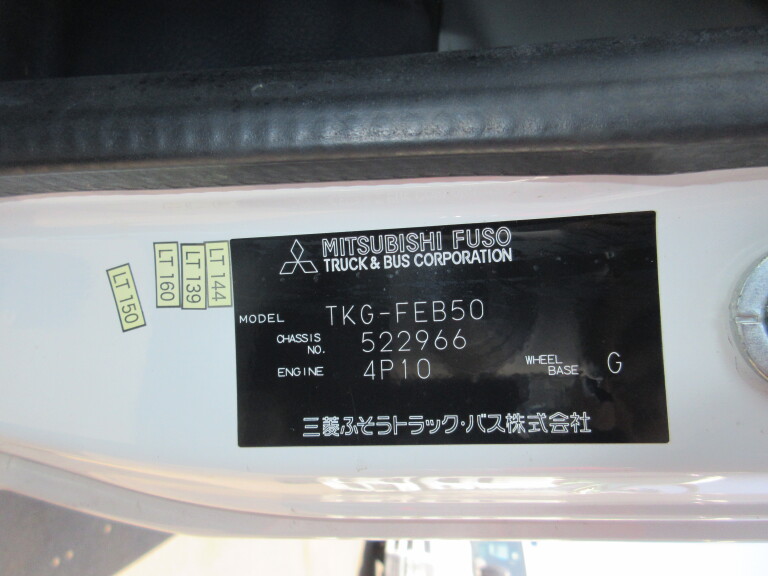 MITSUBISHI FUSO
TRUCK & BUS CORPORATION
MODEL TKG-FEB50
CHASSIS NO. 522966
ENGINE 4P10 WHEEL BASE G
三菱ふそうトラック・バス株式会社
LT 150
LT 160
LT 139
LT 144